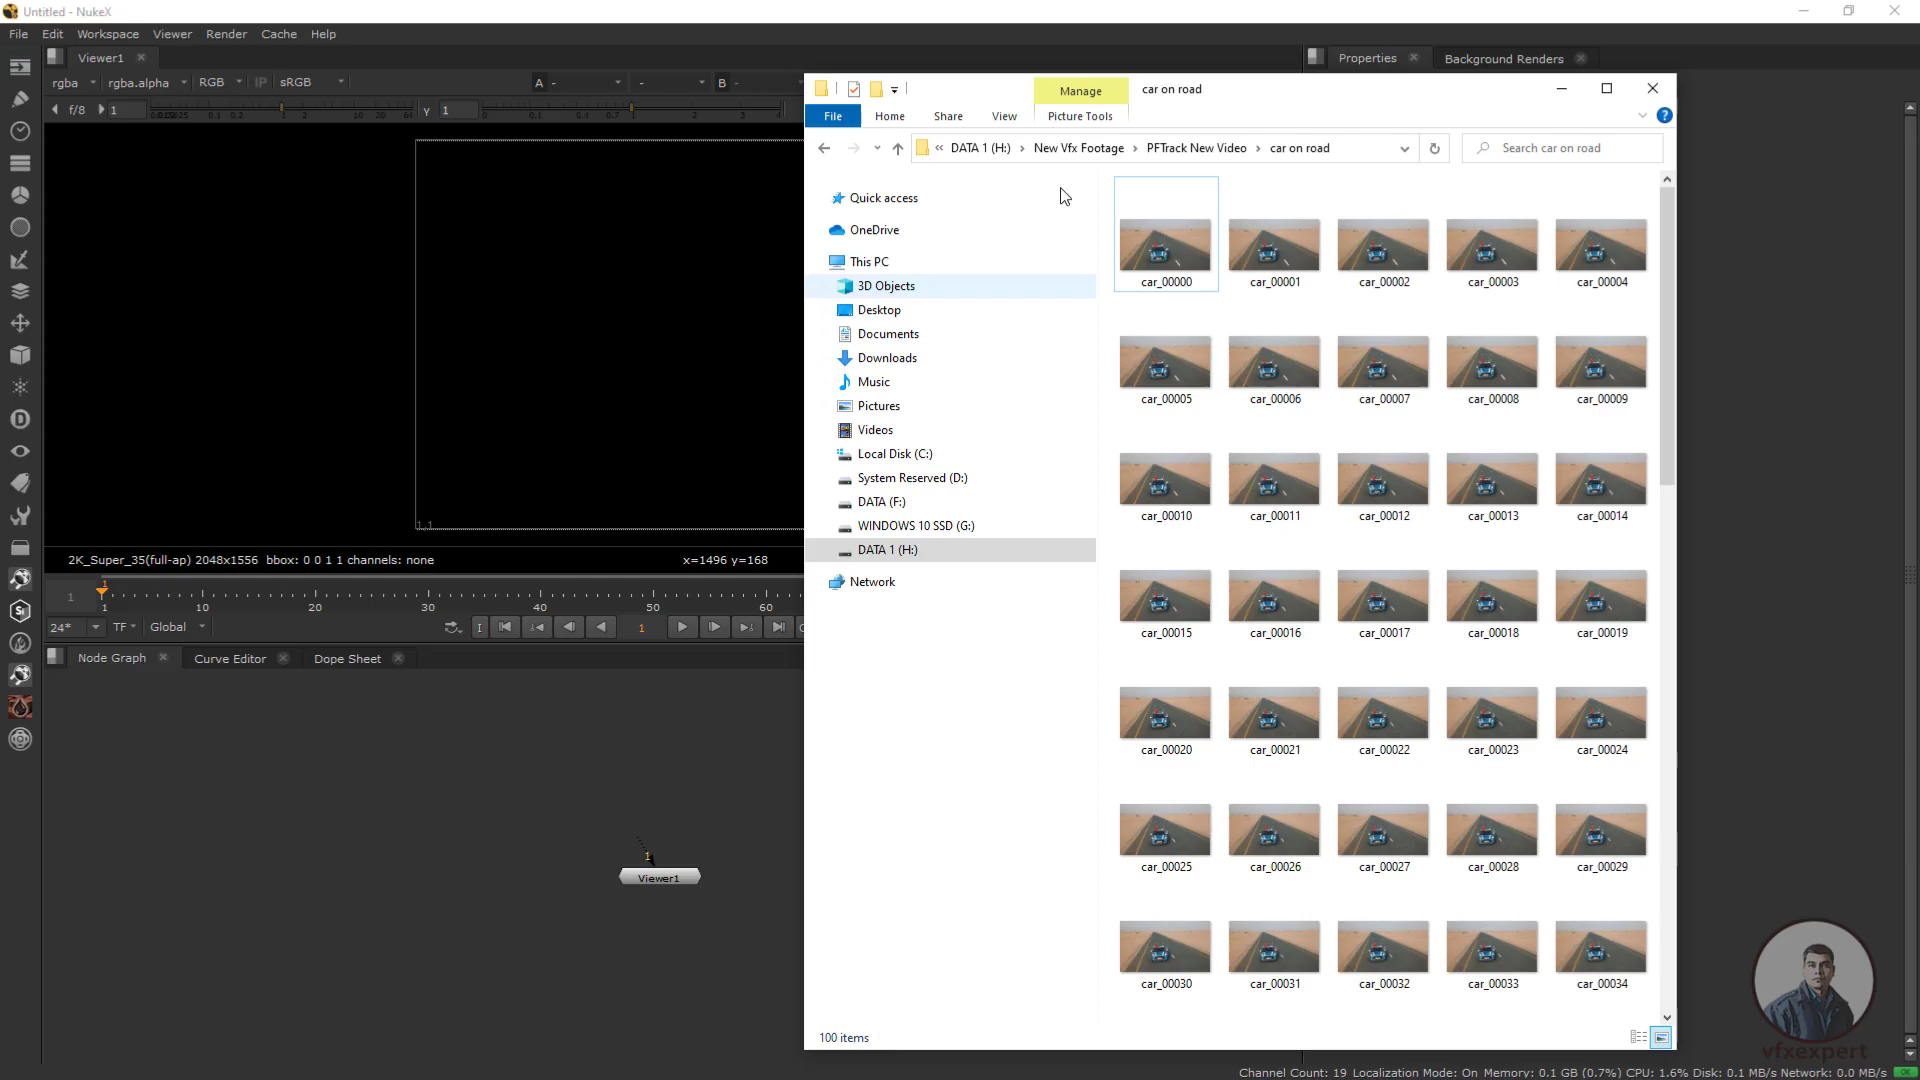 Untitled - NukeX
File Edit Workspace Viewer Render Cache Help
Viewer1
Properties
Background Renders
rgba rgba.alpha RGB IP sRGB A - - B -
f/8 1 y 1
Manage
car on road
File Home Share View Picture Tools
« DATA 1 (H:) › New Vfx Footage › PFTrack New Video › car on road
Search car on road
Quick access
OneDrive
This PC
3D Objects
Desktop
Documents
Downloads
Music
Pictures
Videos
Local Disk (C:)
System Reserved (D:)
DATA (F:)
WINDOWS 10 SSD (G:)
DATA 1 (H:)
Network
car_00000 car_00001 car_00002 car_00003 car_00004
car_00005 car_00006 car_00007 car_00008 car_00009
car_00010 car_00011 car_00012 car_00013 car_00014
car_00015 car_00016 car_00017 car_00018 car_00019
car_00020 car_00021 car_00022 car_00023 car_00024
car_00025 car_00026 car_00027 car_00028 car_00029
car_00030 car_00031 car_00032 car_00033 car_00034
100 items
1,1
2K_Super_35(full-ap) 2048x1556 bbox: 0 0 1 1 channels: none
x=1496 y=168
1
1 1 10 20 30 40 50 60
24* TF Global 1
Node Graph Curve Editor Dope Sheet
1
Viewer1
vfxexpert
Channel Count: 19 Localization Mode: On Memory: 0.1 GB (0.7%) CPU: 1.6% Disk: 0.1 MB/s Network: 0.0 MB/s